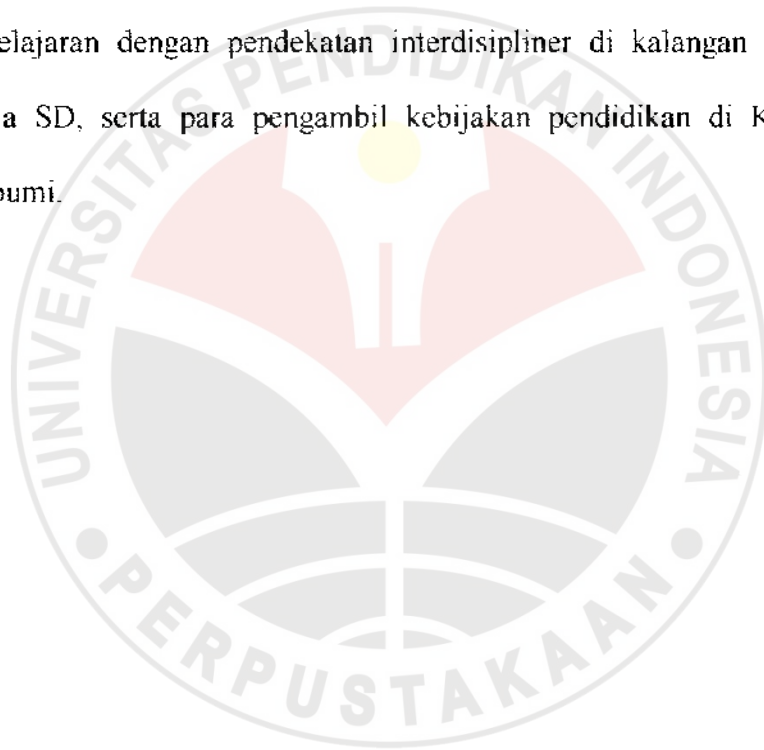 elajaran dengan pendekatan interdisipliner di kalangan
a SD, serta para pengambil kebijakan pendidikan di K
bumi.
UNIVERSITAS PENDIDIKAN INDONESIA
PERPUSTAKAAN